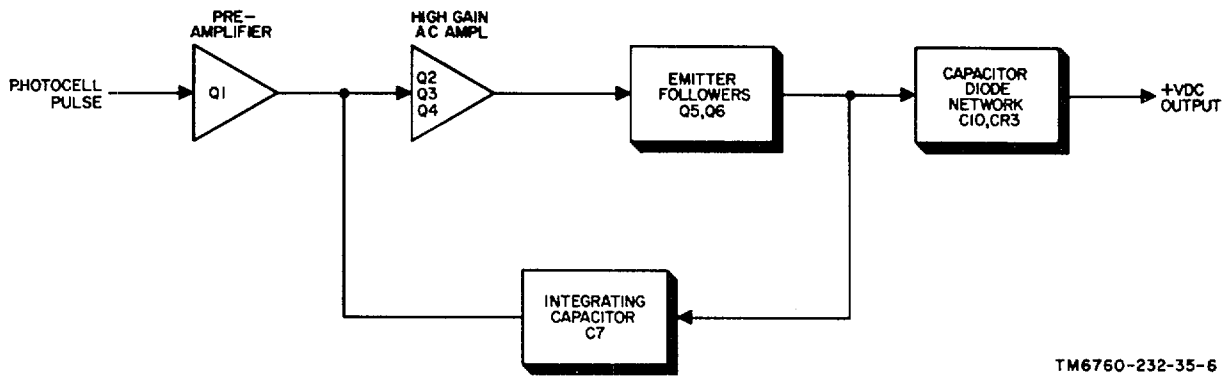 PRE-
AMPLIFIER
HIGH GAIN
AC AMPL
PHOTOCELL
PULSE
Q1
Q2
Q3
Q4
EMITTER
FOLLOWERS
Q5,Q6
CAPACITOR
DIODE
NETWORK
C10,CR3
+VDC
OUTPUT
INTEGRATING
CAPACITOR
C7
TM6760-232-35-6